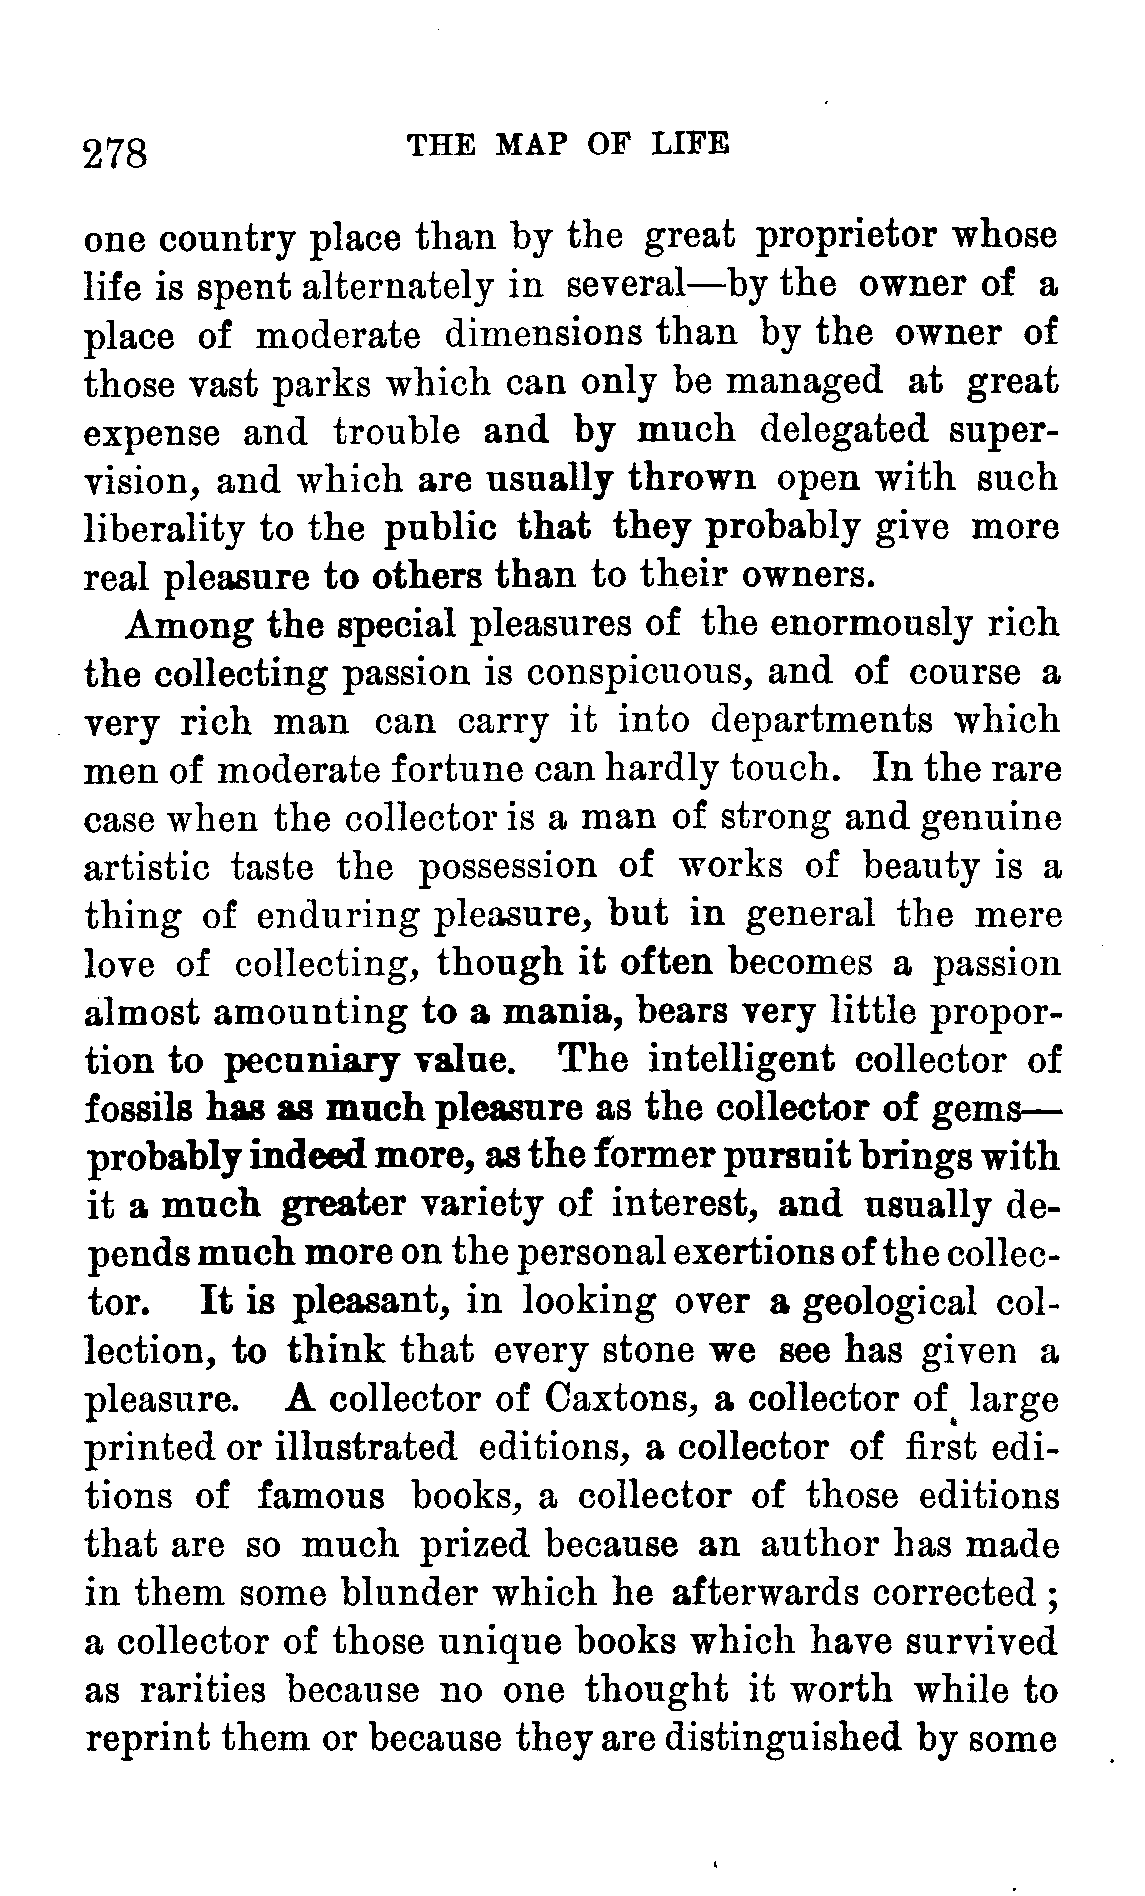 278 THE MAP OF LIFE
one country place than by the great proprietor whose
life is spent alternately in several—by the owner of a
place of moderate dimensions than by the owner of
those vast parks which can only be managed at great
expense and trouble and by much delegated super-
vision, and which are usually thrown open with such
liberality to the public that they probably give more
real pleasure to others than to their owners.
Among the special pleasures of the enormously rich
the collecting passion is conspicuous, and of course a
very rich man can carry it into departments which
men of moderate fortune can hardly touch. In the rare
case when the collector is a man of strong and genuine
artistic taste the possession of works of beauty is a
thing of enduring pleasure, but in general the mere
love of collecting, though it often becomes a passion
almost amounting to a mania, bears very little propor-
tion to pecuniary value. The intelligent collector of
fossils has as much pleasure as the collector of gems—
probably indeed more, as the former pursuit brings with
it a much greater variety of interest, and usually de-
pends much more on the personal exertions of the collec-
tor. It is pleasant, in looking over a geological col-
lection, to think that every stone we see has given a
pleasure. A collector of Caxtons, a collector of large
printed or illustrated editions, a collector of first edi-
tions of famous books, a collector of those editions
that are so much prized because an author has made
in them some blunder which he afterwards corrected ;
a collector of those unique books which have survived
as rarities because no one thought it worth while to
reprint them or because they are distinguished by some